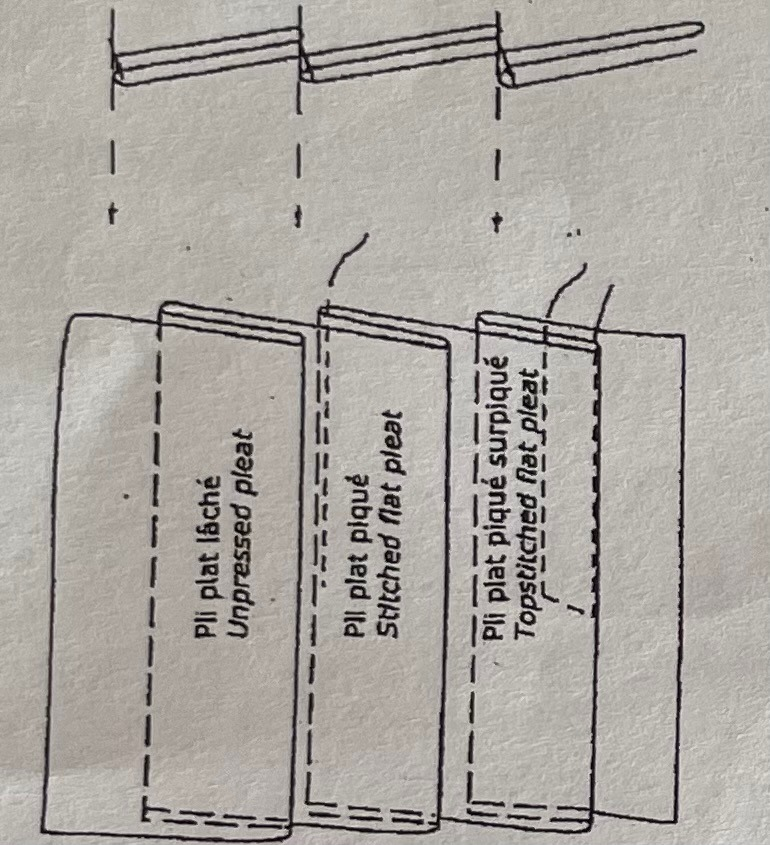 Pli plat lâché
Unpressed pleat
Pli plat piqué
Stitched flat pleat
Pli plat piqué surpiqué
Topstitched flat pleat